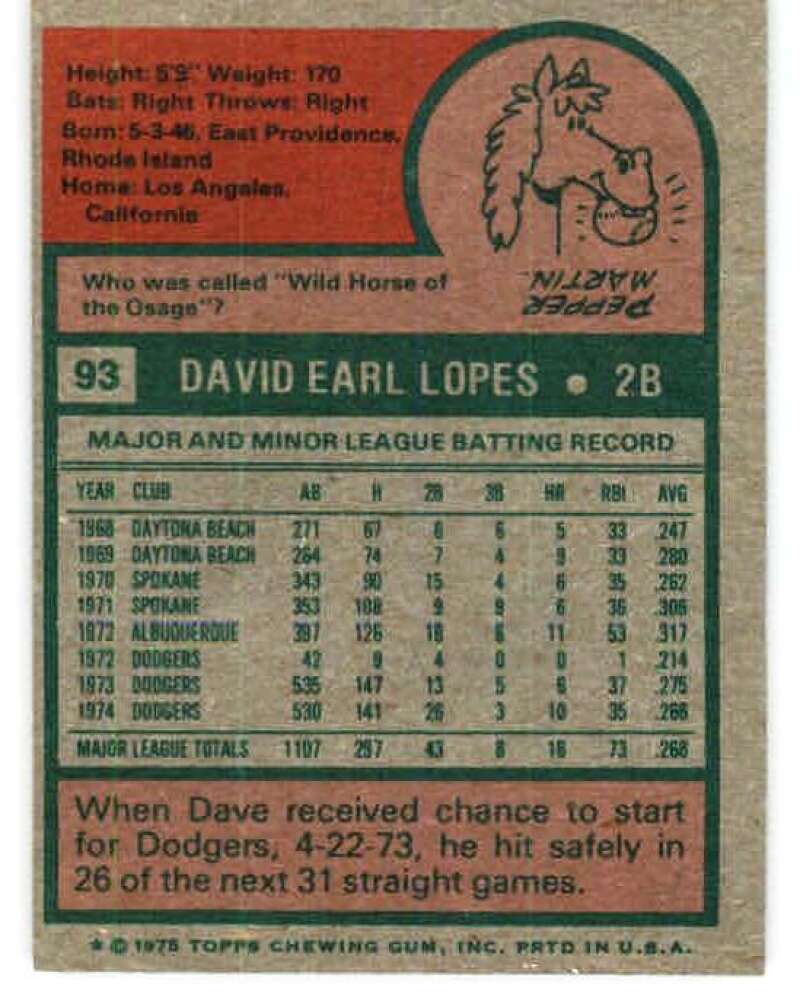 Height: 5'9" Weight: 170
Bats: Right Throws: Right
Born: 5-3-46, East Providence,
Rhode Island
Home: Los Angeles,
California
Who was called "Wild Horse of
the Osage"?
PEPPER
MARTIN.
93 DAVID EARL LOPES • 2B
MAJOR AND MINOR LEAGUE BATTING RECORD
YEAR CLUB AB H 2B 3B HR RBI AVG
1968 DAYTONA BEACH 271 67 6 6 5 33 .247
1969 DAYTONA BEACH 264 74 7 4 9 33 .280
1970 SPOKANE 343 90 15 4 6 35 .262
1971 SPOKANE 353 108 9 9 6 36 .306
1972 ALBUQUERQUE 397 126 18 6 11 53 .317
1972 DODGERS 42 9 4 0 0 1 .214
1973 DODGERS 535 147 13 5 6 37 .275
1974 DODGERS 530 141 26 3 10 35 .266
MAJOR LEAGUE TOTALS 1107 297 43 8 16 73 .268
When Dave received chance to start
for Dodgers, 4-22-73, he hit safely in
26 of the next 31 straight games.
* © 1975 TOPPS CHEWING GUM, INC. PRTD IN U.S.A.